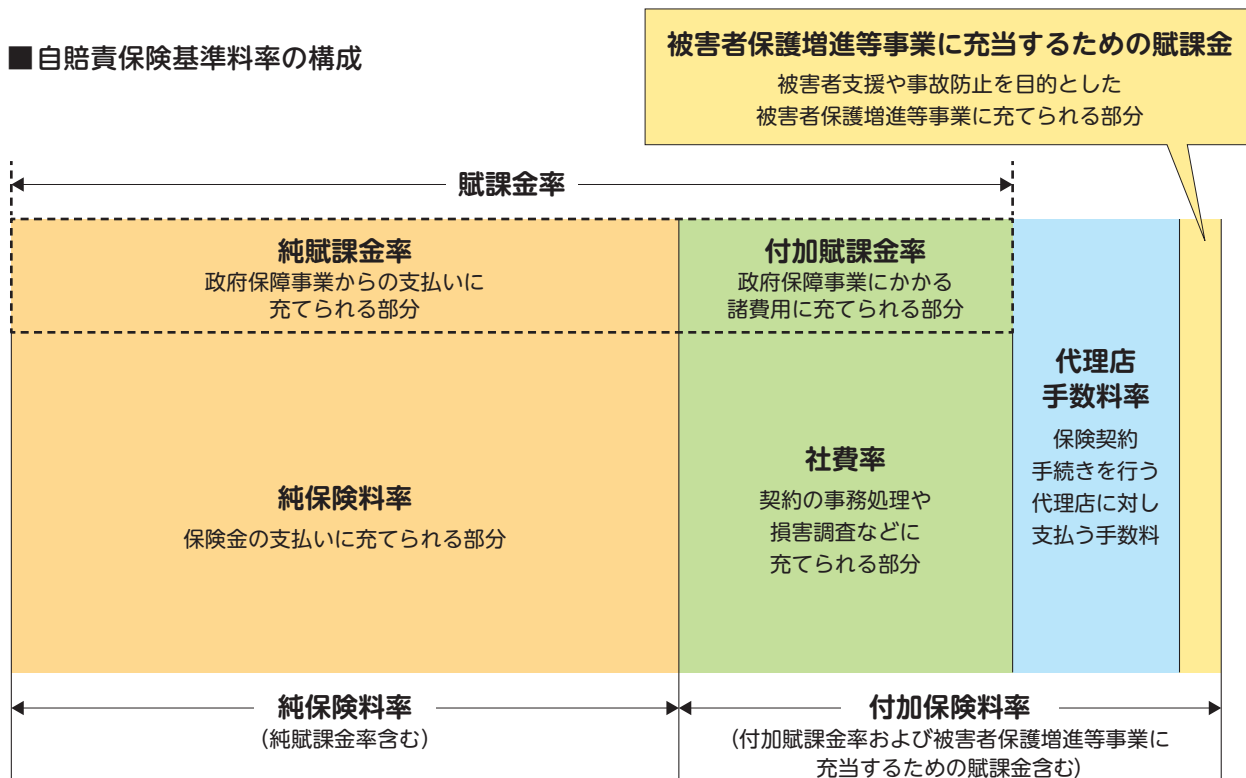 ■自賠責保険基準料率の構成
被害者保護増進等事業に充当するための賦課金
被害者支援や事故防止を目的とした
被害者保護増進等事業に充てられる部分
賦課金率
純賦課金率
政府保障事業からの支払いに
充てられる部分
付加賦課金率
政府保障事業にかかる
諸費用に充てられる部分
純保険料率
保険金の支払いに充てられる部分
社費率
契約の事務処理や
損害調査などに
充てられる部分
代理店
手数料率
保険契約
手続きを行う
代理店に対し
支払う手数料
純保険料率
(純賦課金率含む)
付加保険料率
(付加賦課金率および被害者保護増進等事業に
充当するための賦課金含む)